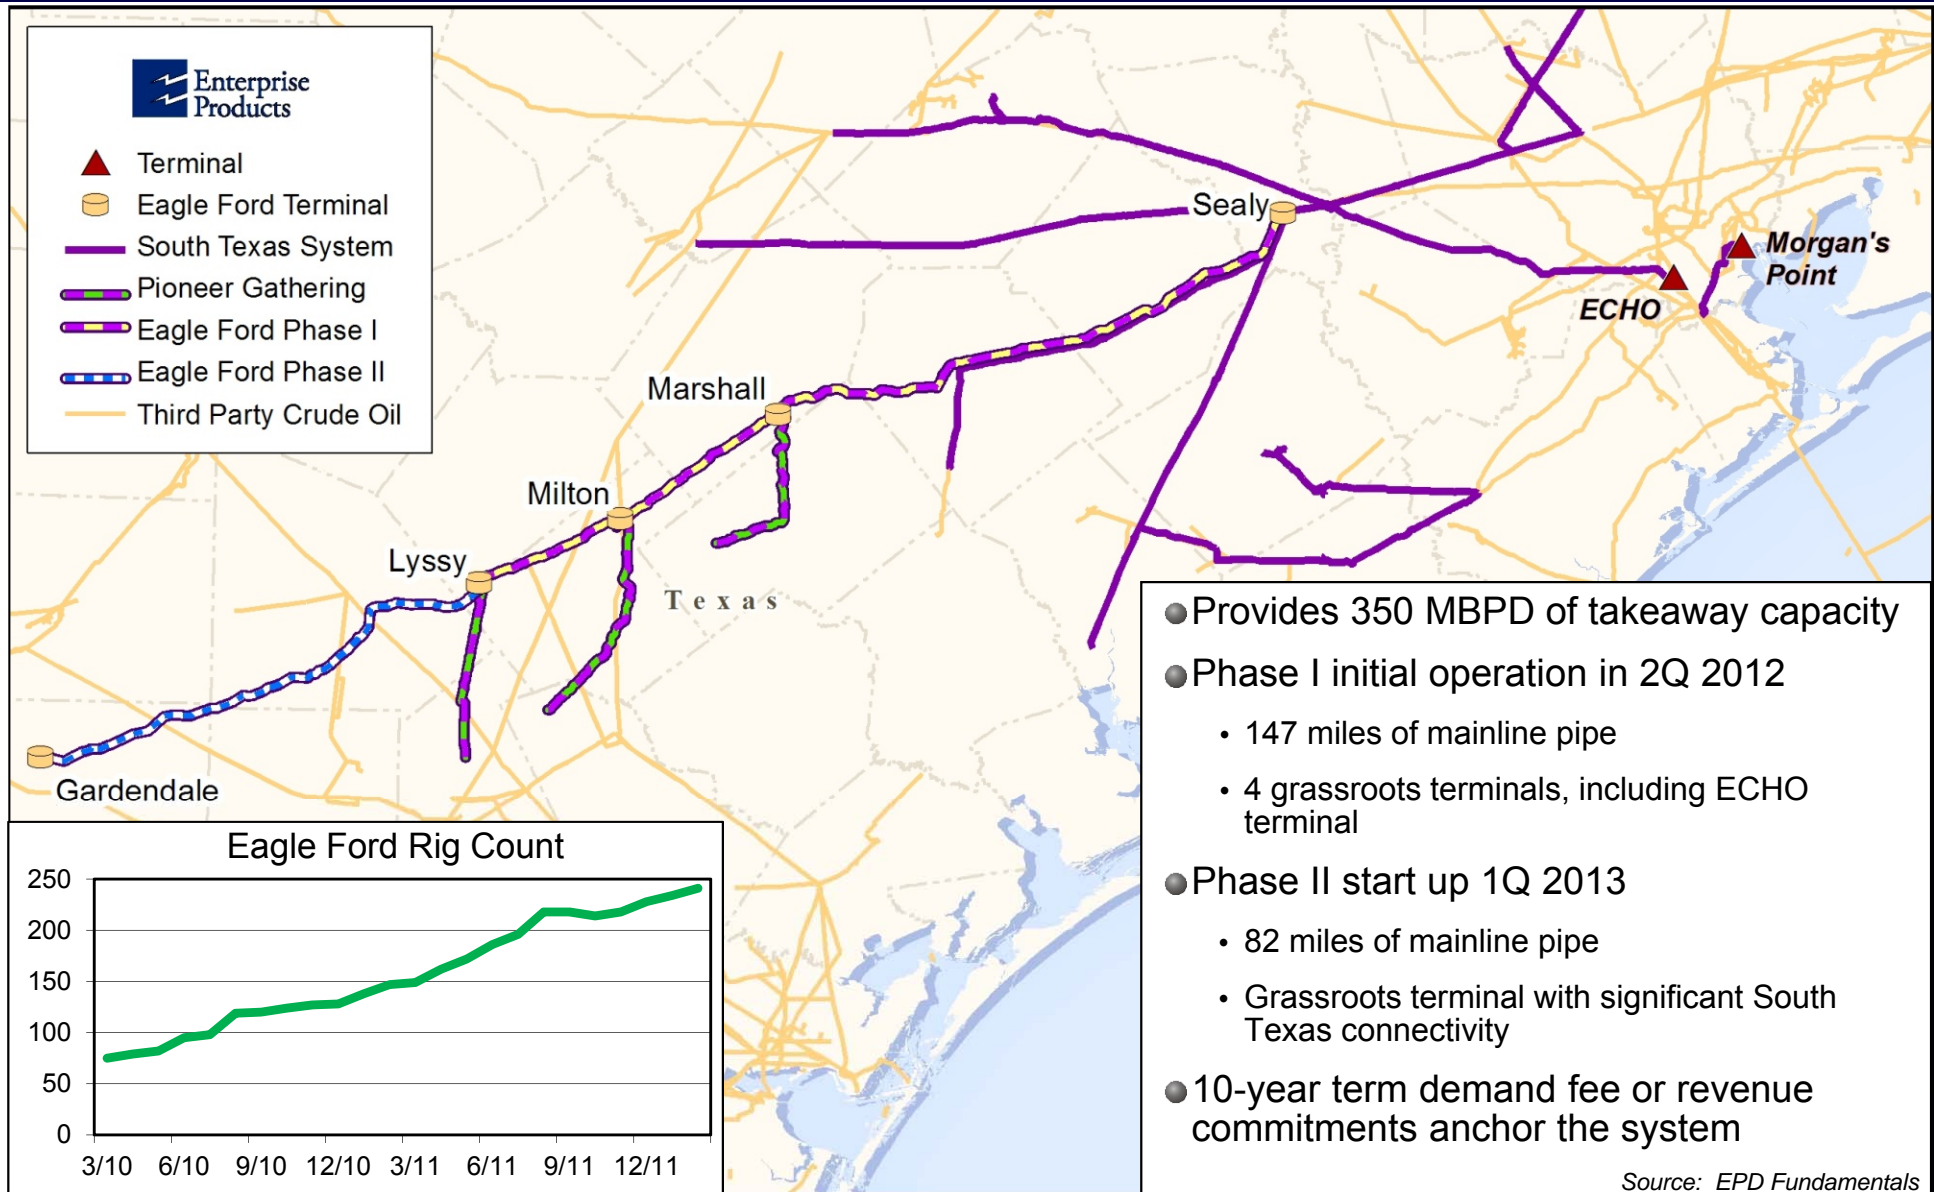 Enterprise
Products
Terminal
Eagle Ford Terminal
South Texas System
Pioneer Gathering
Eagle Ford Phase I
Eagle Ford Phase II
Third Party Crude Oil
Sealy
Morgan's
Point
ECHO
Marshall
Milton
Lyssy
Texas
Gardendale
Eagle Ford Rig Count
250
200
150
100
50
0
3/10 6/10 9/10 12/10 3/11 6/11 9/11 12/11
Provides 350 MBPD of takeaway capacity
Phase I initial operation in 2Q 2012
• 147 miles of mainline pipe
• 4 grassroots terminals, including ECHO
terminal
Phase II start up 1Q 2013
• 82 miles of mainline pipe
• Grassroots terminal with significant South
Texas connectivity
10-year term demand fee or revenue
commitments anchor the system
Source: EPD Fundamentals